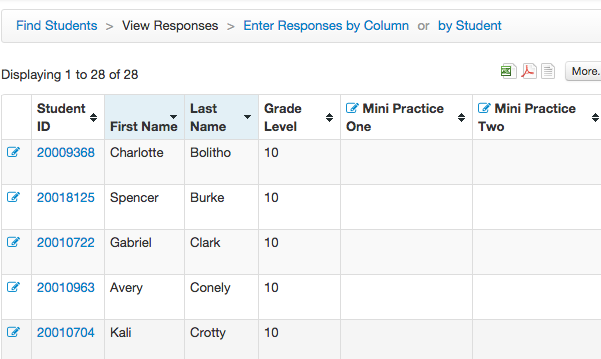 Find Students > View Responses > Enter Responses by Column or by Student
Displaying 1 to 28 of 28 More.
Student ID First Name Last Name Grade Level Mini Practice One Mini Practice Two
20009368 Charlotte Bolitho 10
20018125 Spencer Burke 10
20010722 Gabriel Clark 10
20010963 Avery Conely 10
20010704 Kali Crotty 10